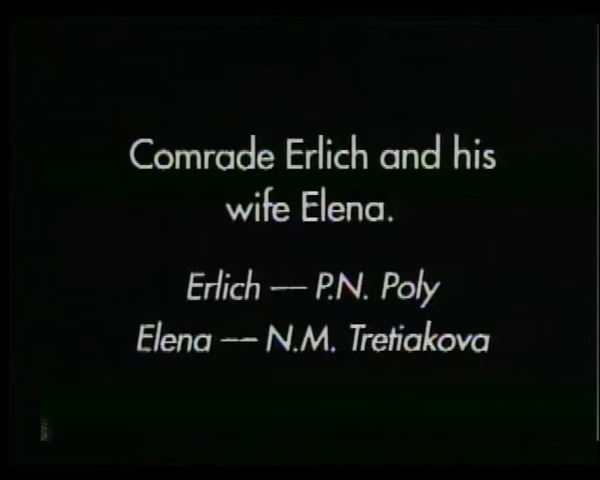 Comrade Erlich and his
wife Elena.
Erlich — P.N. Poly
Elena — N.M. Tretiakova